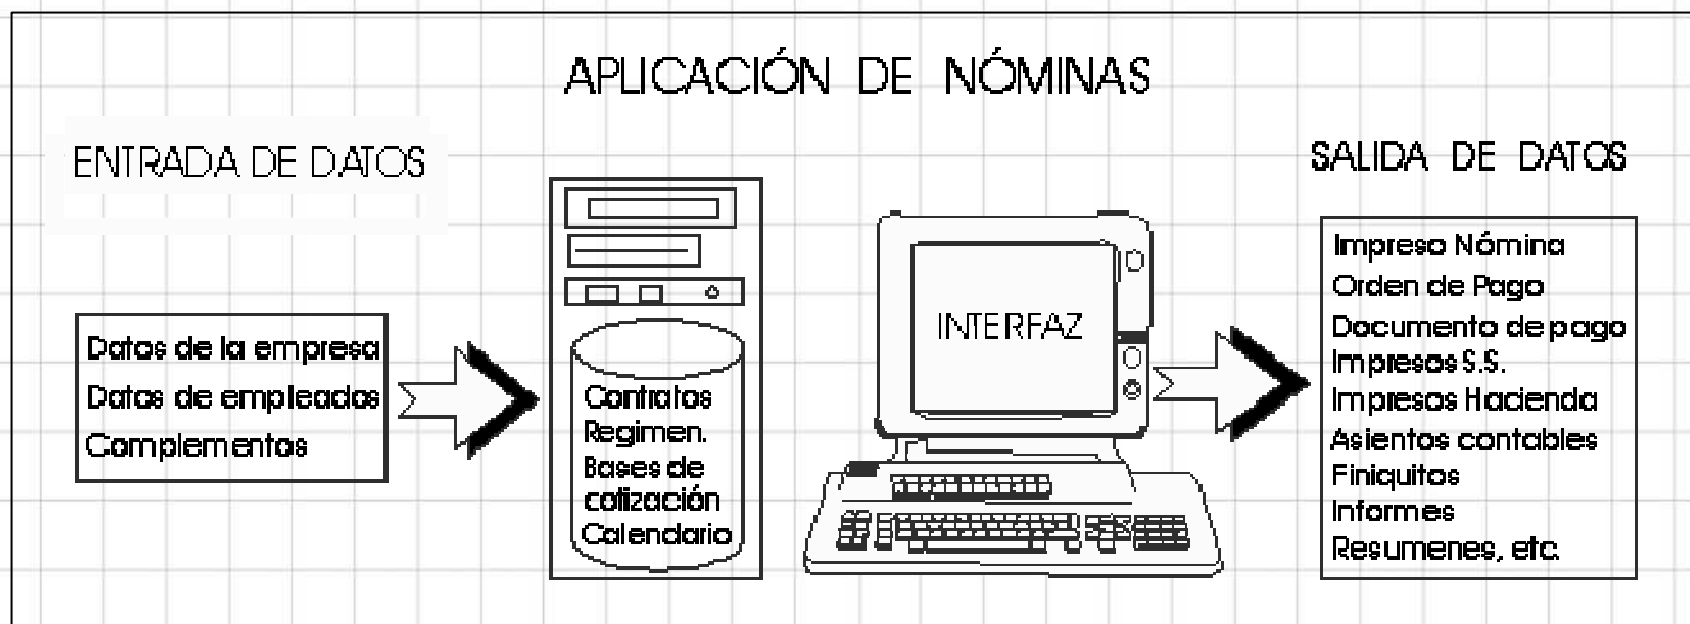 APLICACIÓN DE NÓMINAS
ENTRADA DE DATOS
Datos de la empresa
Datos de empleados
Complementos
Contratos
Regimen.
Bases de
cotización
Calendario
INTERFAZ
SALIDA DE DATOS
Impreso Nómina
Orden de Pago
Documento de pago
Impresos S.S.
Impresos Hacienda
Asientos contables
Finiquitos
Informes
Resumenes, etc.